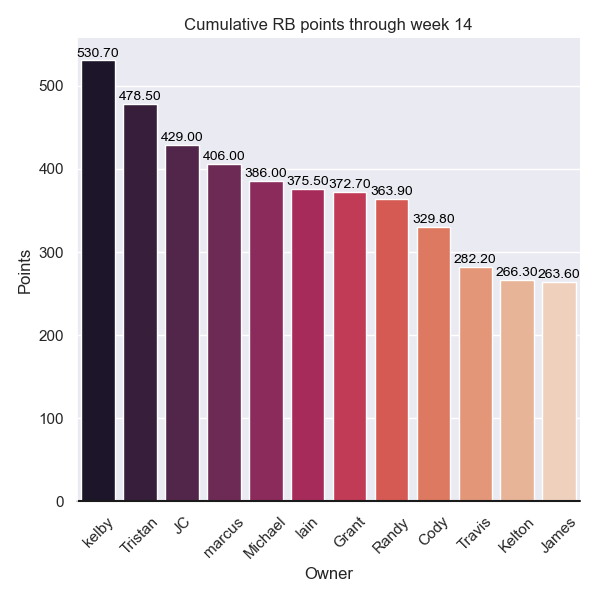 Cumulative RB points through week 14
530.70
478.50
429.00
406.00
386.00
375.50
372.70
363.90
329.80
282.20
266.30
263.60
Points
500
400
300
200
100
0
kelby
Tristan
JC
marcus
Michael
Iain
Grant
Randy
Cody
Travis
Kelton
James
Owner